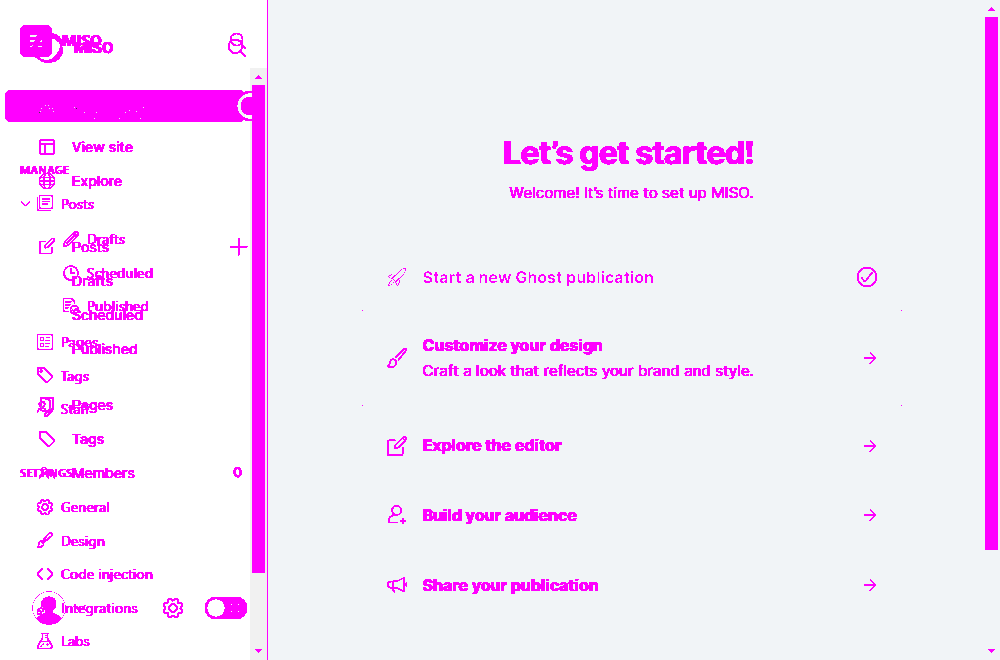 MISO
MISO
View site
MANAGE
Explore
Posts
Drafts
Posts
Scheduled
Drafts
Published
Scheduled
Pages
Published
Tags
Staff
Pages
Tags
SETTINGS
Members
0
General
Design
Code injection
Integrations
Labs
Let's get started!
Welcome! It's time to set up MISO.
Start a new Ghost publication
Customize your design
Craft a look that reflects your brand and style.
Explore the editor
Build your audience
Share your publication